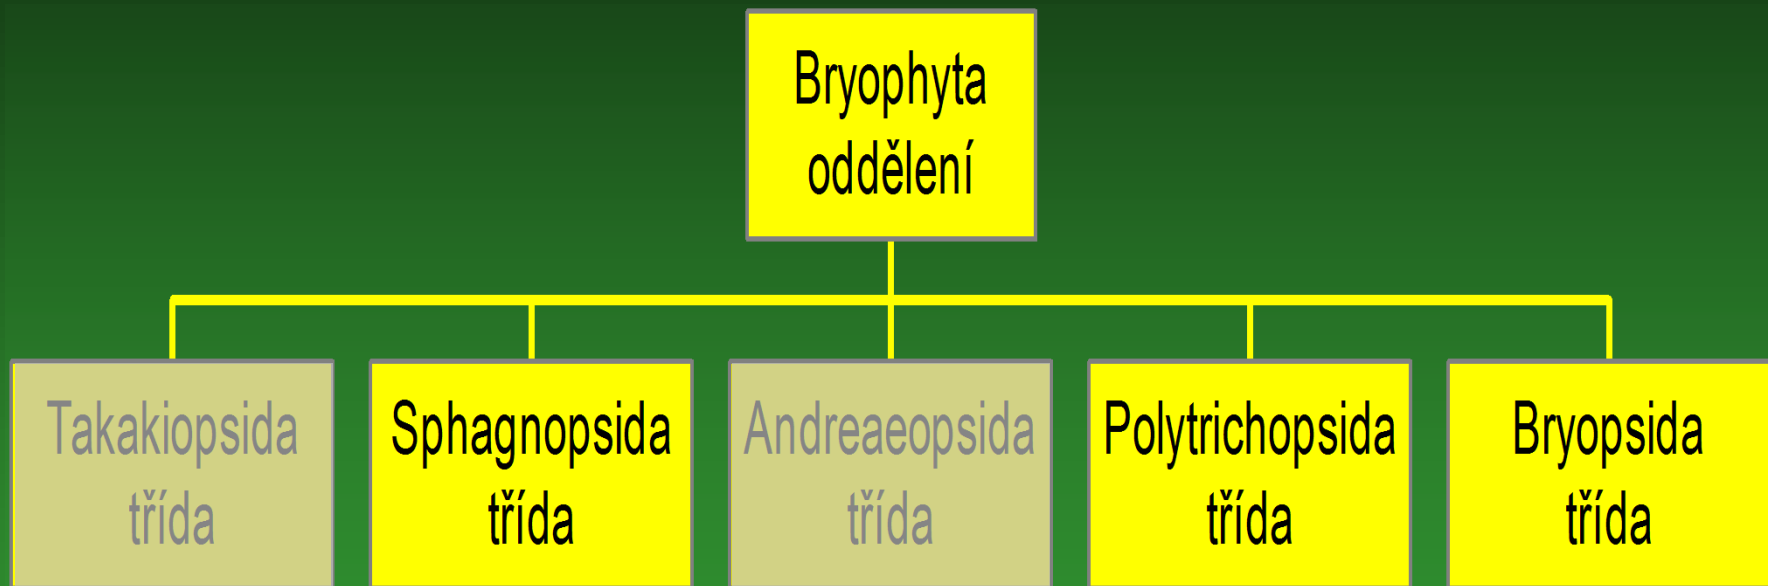 Bryophyta
oddělení
Takakiopsida
třída
Sphagnopsida
třída
Andreaeopsida
třída
Polytrichopsida
třída
Bryopsida
třída